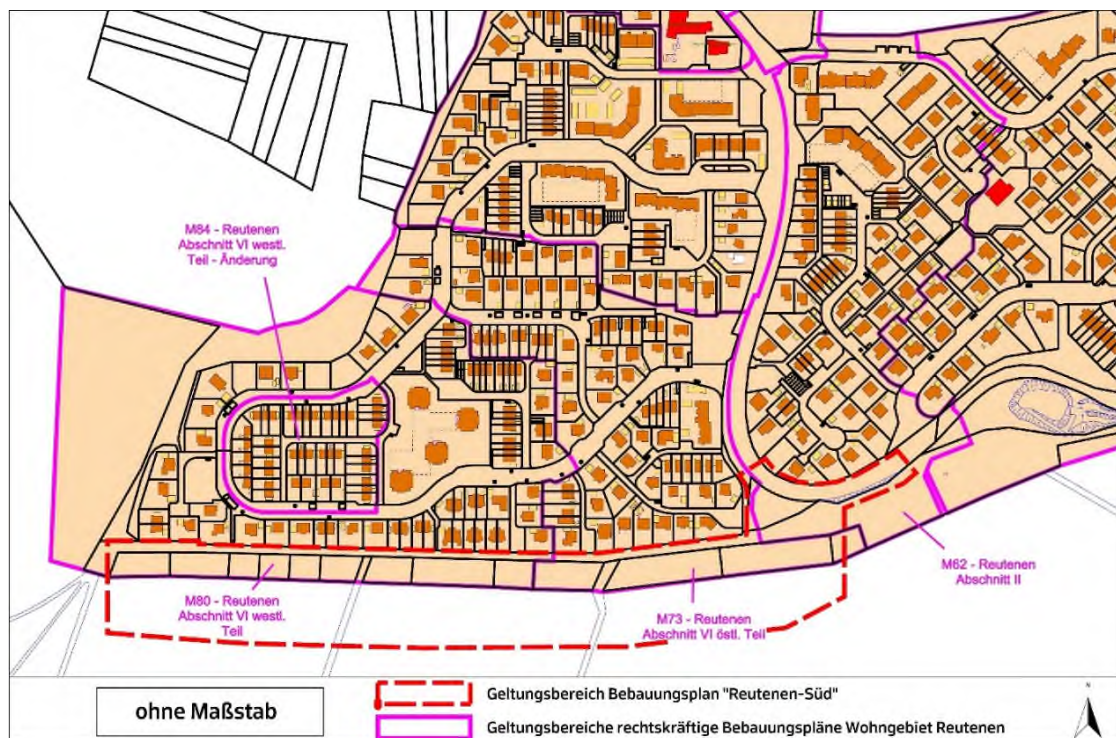 M84 - Reutenen
Abschnitt VI westl.
Teil - Änderung
M80 - Reutenen
Abschnitt VI westl.
Teil
M73 - Reutenen
Abschnitt VI östl. Teil
M62 - Reutenen
Abschnitt II
ohne Maßstab
Geltungsbereich Bebauungsplan "Reutenen-Süd"
Geltungsbereiche rechtskräftige Bebauungspläne Wohngebiet Reutenen
N